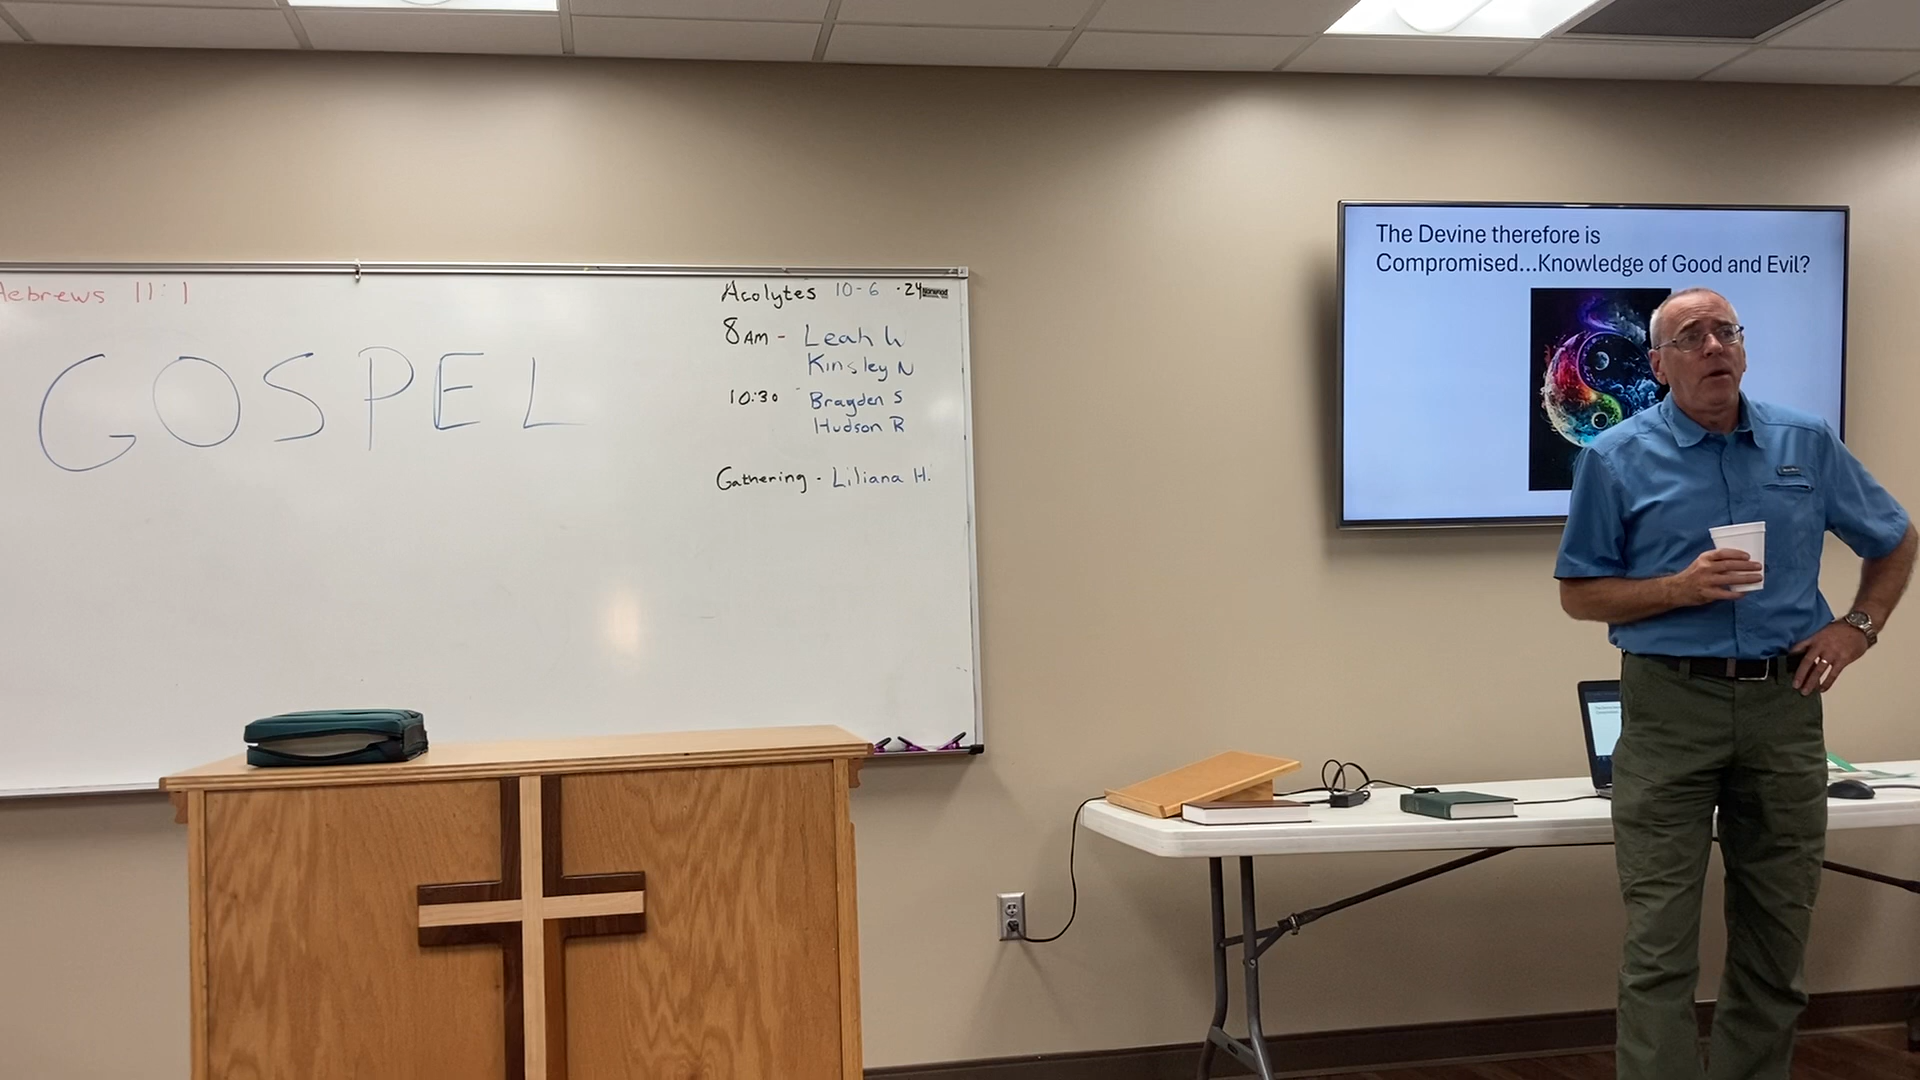 Hebrews 11:1
GOSPEL
Acolytes 10-6-24
8AM - Leah W
Kinsley N
10:30 Brayden S
Hudson R
Gathering - Liliana H.
The Devine therefore is
Compromised...Knowledge of Good and Evil?